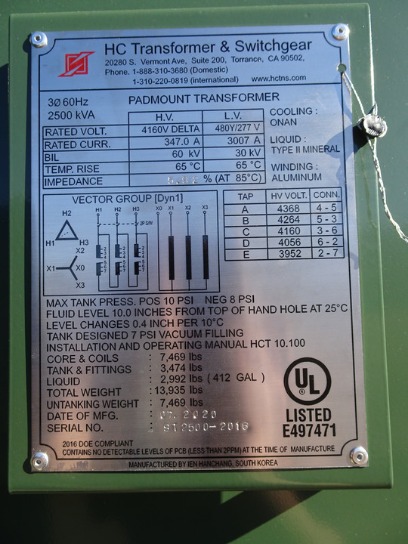 HC Transformer & Switchgear
20280 S. Vermont Ave, Suite 200, Torrance, CA 90502,
Phone. 1-888-310-3680 (Domestic)
1-310-220-0819 (international) www.hctns.com
3Ø 60Hz
2500 kVA
PADMOUNT TRANSFORMER
H.V. L.V.
RATED VOLT. 4160V DELTA 480Y/277 V
RATED CURR. 347.0 A 3007 A
BIL 60 kV 30 kV
TEMP. RISE 65 °C 65 °C
IMPEDANCE % (AT 85°C)
COOLING :
ONAN
LIQUID :
TYPE II MINERAL
WINDING :
ALUMINUM
VECTOR GROUP [Dyn1]
H2
H1 H3
X2
X1 X0
X3
H1 H2 H3 X0 X1 X2 X3
TAP HV VOLT. CONN.
A 4368 4 - 5
B 4264 5 - 3
C 4160 3 - 6
D 4056 6 - 2
E 3952 2 - 7
MAX TANK PRESS. POS 10 PSI NEG 8 PSI
FLUID LEVEL 10.0 INCHES FROM TOP OF HAND HOLE AT 25°C
LEVEL CHANGES 0.4 INCH PER 10°C
TANK DESIGNED 7 PSI VACUUM FILLING
INSTALLATION AND OPERATING MANUAL HCT 10.100
CORE & COILS : 7,469 lbs
TANK & FITTINGS : 3,474 lbs
LIQUID : 2,992 lbs (412 GAL)
TOTAL WEIGHT : 13,935 lbs
UNTANKING WEIGHT : 7,469 lbs
DATE OF MFG. : 07. 2020
SERIAL NO. : ST2500-2016
UL
LISTED
E497471
2016 DOE COMPLIANT
CONTAINS NO DETECTABLE LEVELS OF PCB (LESS THAN 2PPM) AT THE TIME OF MANUFACTURE
MANUFACTURED BY IEN HANCHANG, SOUTH KOREA